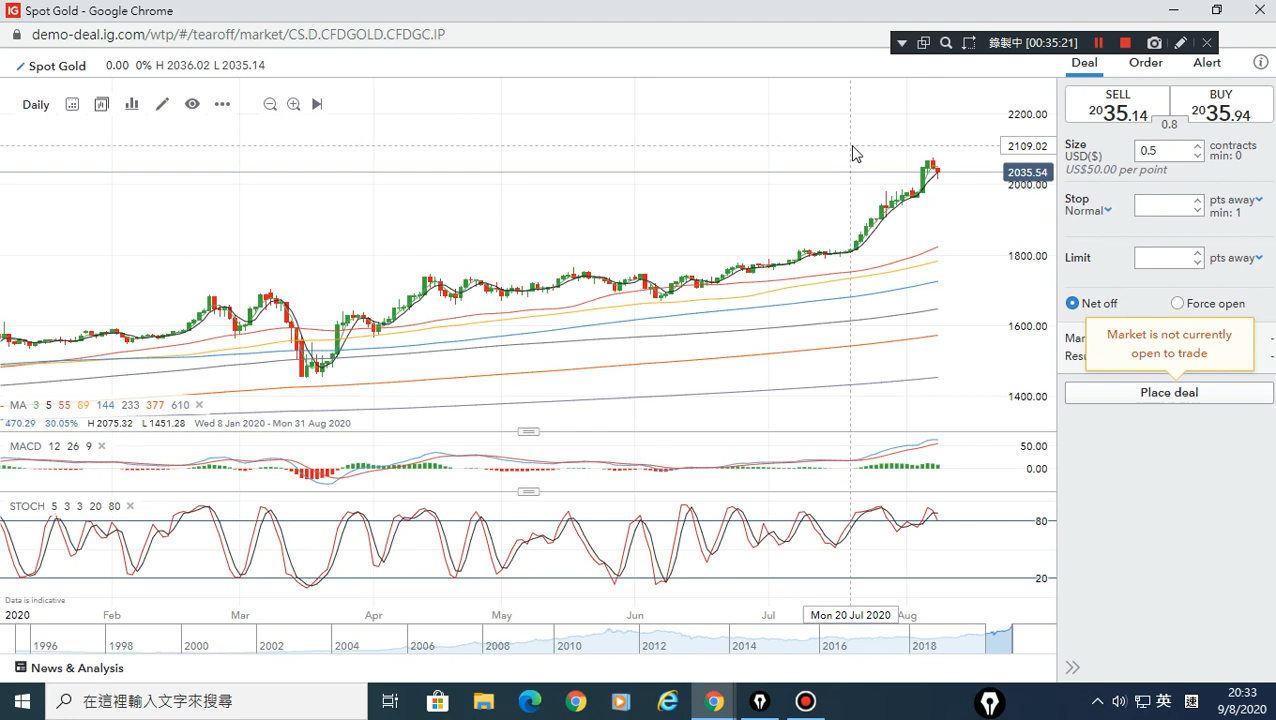 IG Spot Gold - Google Chrome
demo-deal.ig.com/wtp/#/tearoff/market/CS.D.CFDGOLD.CFDGC.IP
錄製中 [00:35:21]
Spot Gold 0.00 0% H 2036.02 L 2035.14
Deal Order Alert
Daily
SELL BUY
2035.14 2035.94
0.8
Size
USD($)
0.5
contracts
min: 0
US$50.00 per point
Stop
Normal
pts away
min: 1
Limit
pts away
Net off Force open
Mar
Resu
Market is not currently
open to trade
-
-
Place deal
2200.00
2109.02
2035.54
2000.00
1800.00
1600.00
1400.00
MA 3 5 55 89 144 233 377 610
470.29 30.05% H 2075.32 L 1451.28 Wed 8 Jan 2020 - Mon 31 Aug 2020
MACD 12 26 9
50.00
0.00
STOCH 5 3 3 20 80
80
20
Data is indicative
2020 Feb Mar Apr May Jun Jul Mon 20 Jul 2020 Aug
1996 1998 2000 2002 2004 2006 2008 2010 2012 2014 2016 2018
News & Analysis
在這裡輸入文字來搜尋
英
20:33
9/8/2020